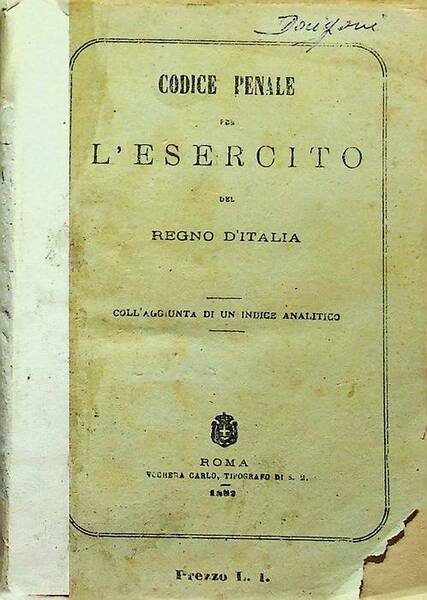 Dorigoni
CODICE PENALE
PER
L'ESERCITO
DEL
REGNO D'ITALIA
COLL'AGGIUNTA DI UN INDICE ANALITICO
ROMA
VOGHERA CARLO, TIPOGRAFO DI S. M.
Prezzo L. 1.